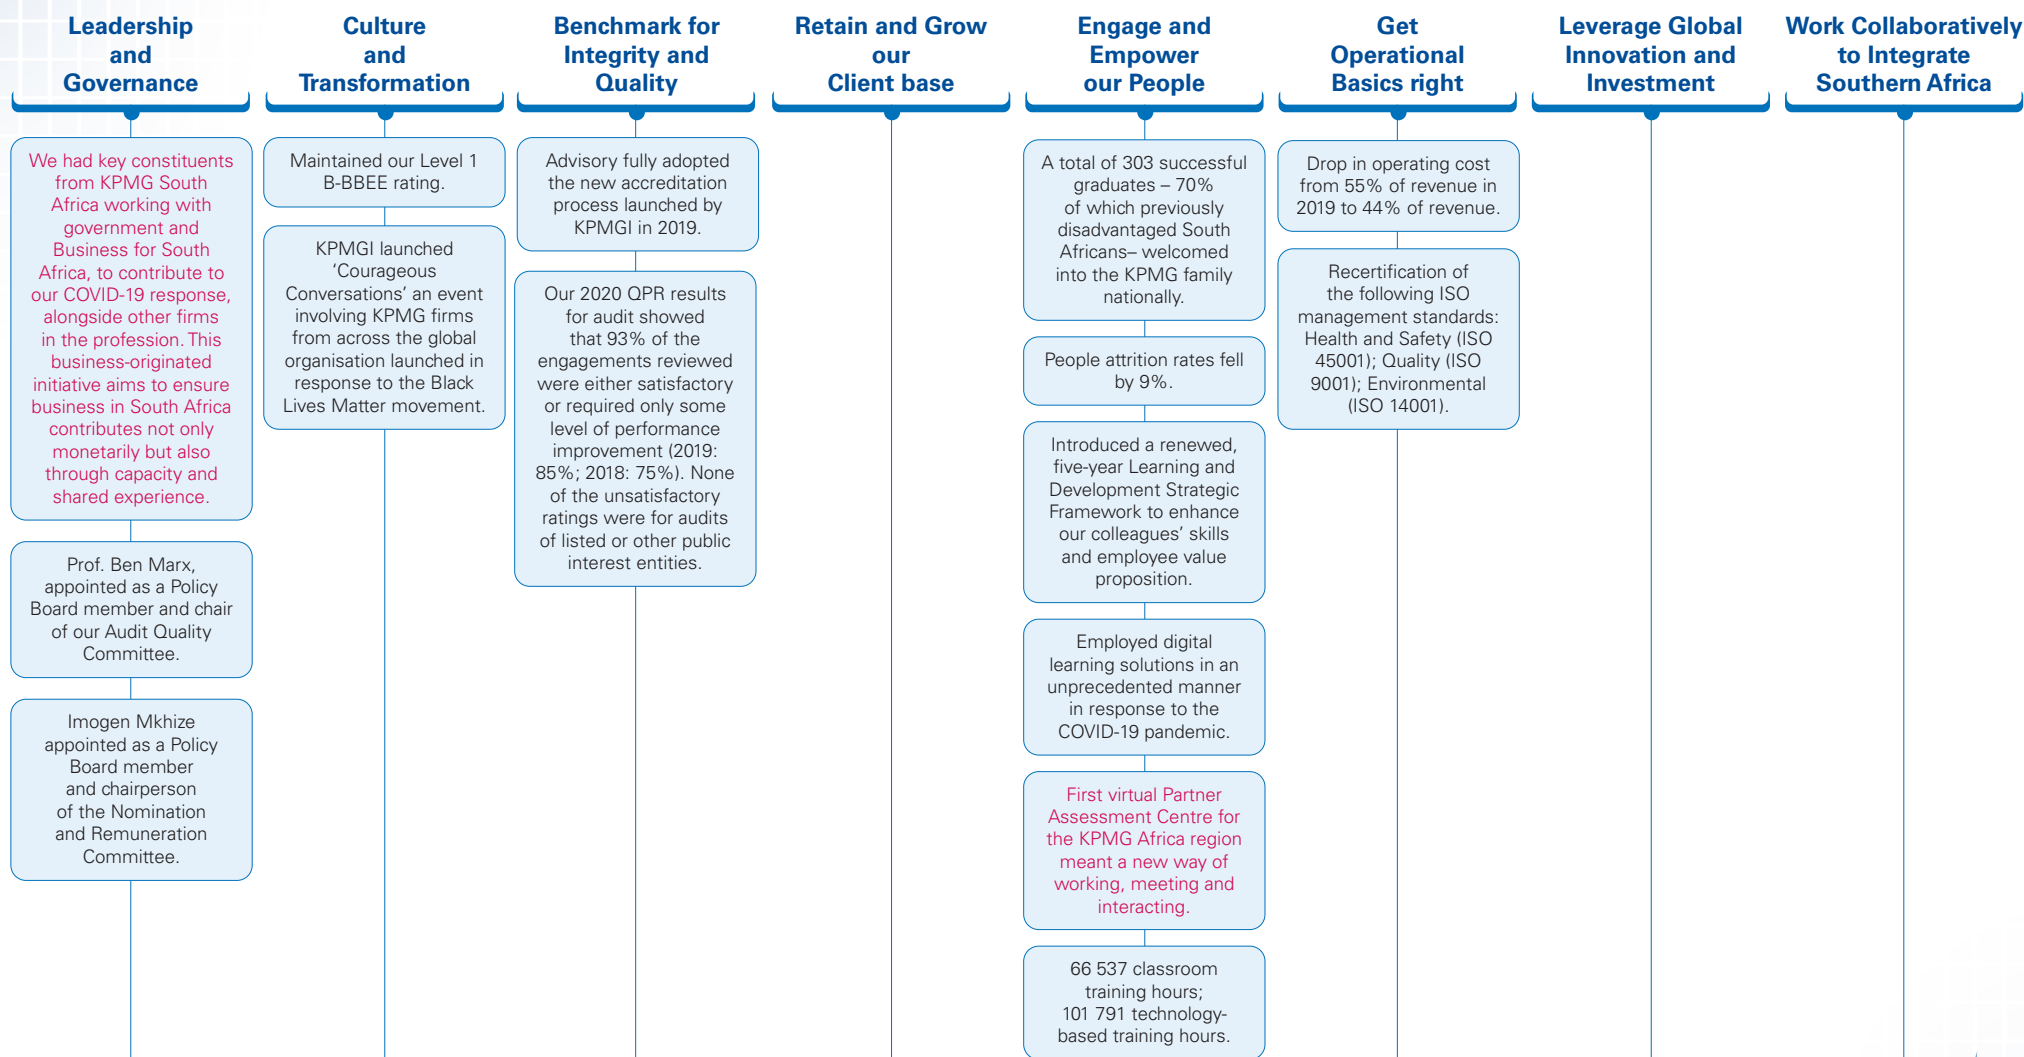 Leadership
and
Governance
We had key constituents
from KPMG South
Africa working with
government and
Business for South
Africa, to contribute to
our COVID-19 response,
alongside other firms
in the profession. This
business-originated
initiative aims to ensure
business in South Africa
contributes not only
monetarily but also
through capacity and
shared experience.
Prof. Ben Marx,
appointed as a Policy
Board member and chair
of our Audit Quality
Committee.
Imogen Mkhize
appointed as a Policy
Board member
and chairperson
of the Nomination
and Remuneration
Committee.
Culture
and
Transformation
Maintained our Level 1
B-BBEE rating.
KPMGI launched
‘Courageous
Conversations’ an event
involving KPMG firms
from across the global
organisation launched in
response to the Black
Lives Matter movement.
Benchmark for
Integrity and
Quality
Advisory fully adopted
the new accreditation
process launched by
KPMGI in 2019.
Our 2020 QPR results
for audit showed
that 93% of the
engagements reviewed
were either satisfactory
or required only some
level of performance
improvement (2019:
85%; 2018: 75%). None
of the unsatisfactory
ratings were for audits
of listed or other public
interest entities.
Retain and Grow
our
Client base
Engage and
Empower
our People
A total of 303 successful
graduates – 70%
of which previously
disadvantaged South
Africans– welcomed
into the KPMG family
nationally.
People attrition rates fell
by 9%.
Introduced a renewed,
five-year Learning and
Development Strategic
Framework to enhance
our colleagues’ skills
and employee value
proposition.
Employed digital
learning solutions in an
unprecedented manner
in response to the
COVID-19 pandemic.
First virtual Partner
Assessment Centre for
the KPMG Africa region
meant a new way of
working, meeting and
interacting.
66 537 classroom
training hours;
101 791 technology-
based training hours.
Get
Operational
Basics right
Drop in operating cost
from 55% of revenue in
2019 to 44% of revenue.
Recertification of
the following ISO
management standards:
Health and Safety (ISO
45001); Quality (ISO
9001); Environmental
(ISO 14001).
Leverage Global
Innovation and
Investment
Work Collaboratively
to Integrate
Southern Africa